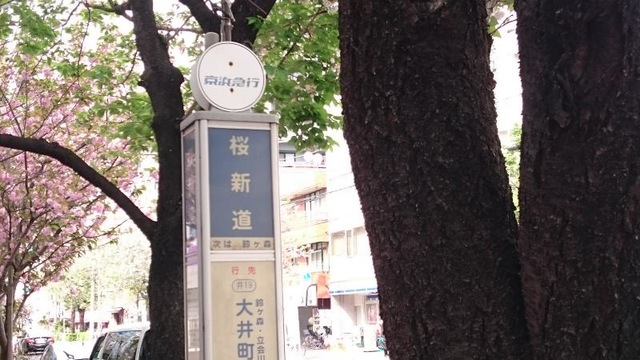 京浜急行
桜新道
次は 鈴ヶ森
行先
井19
大井町
鈴ヶ森・立会川